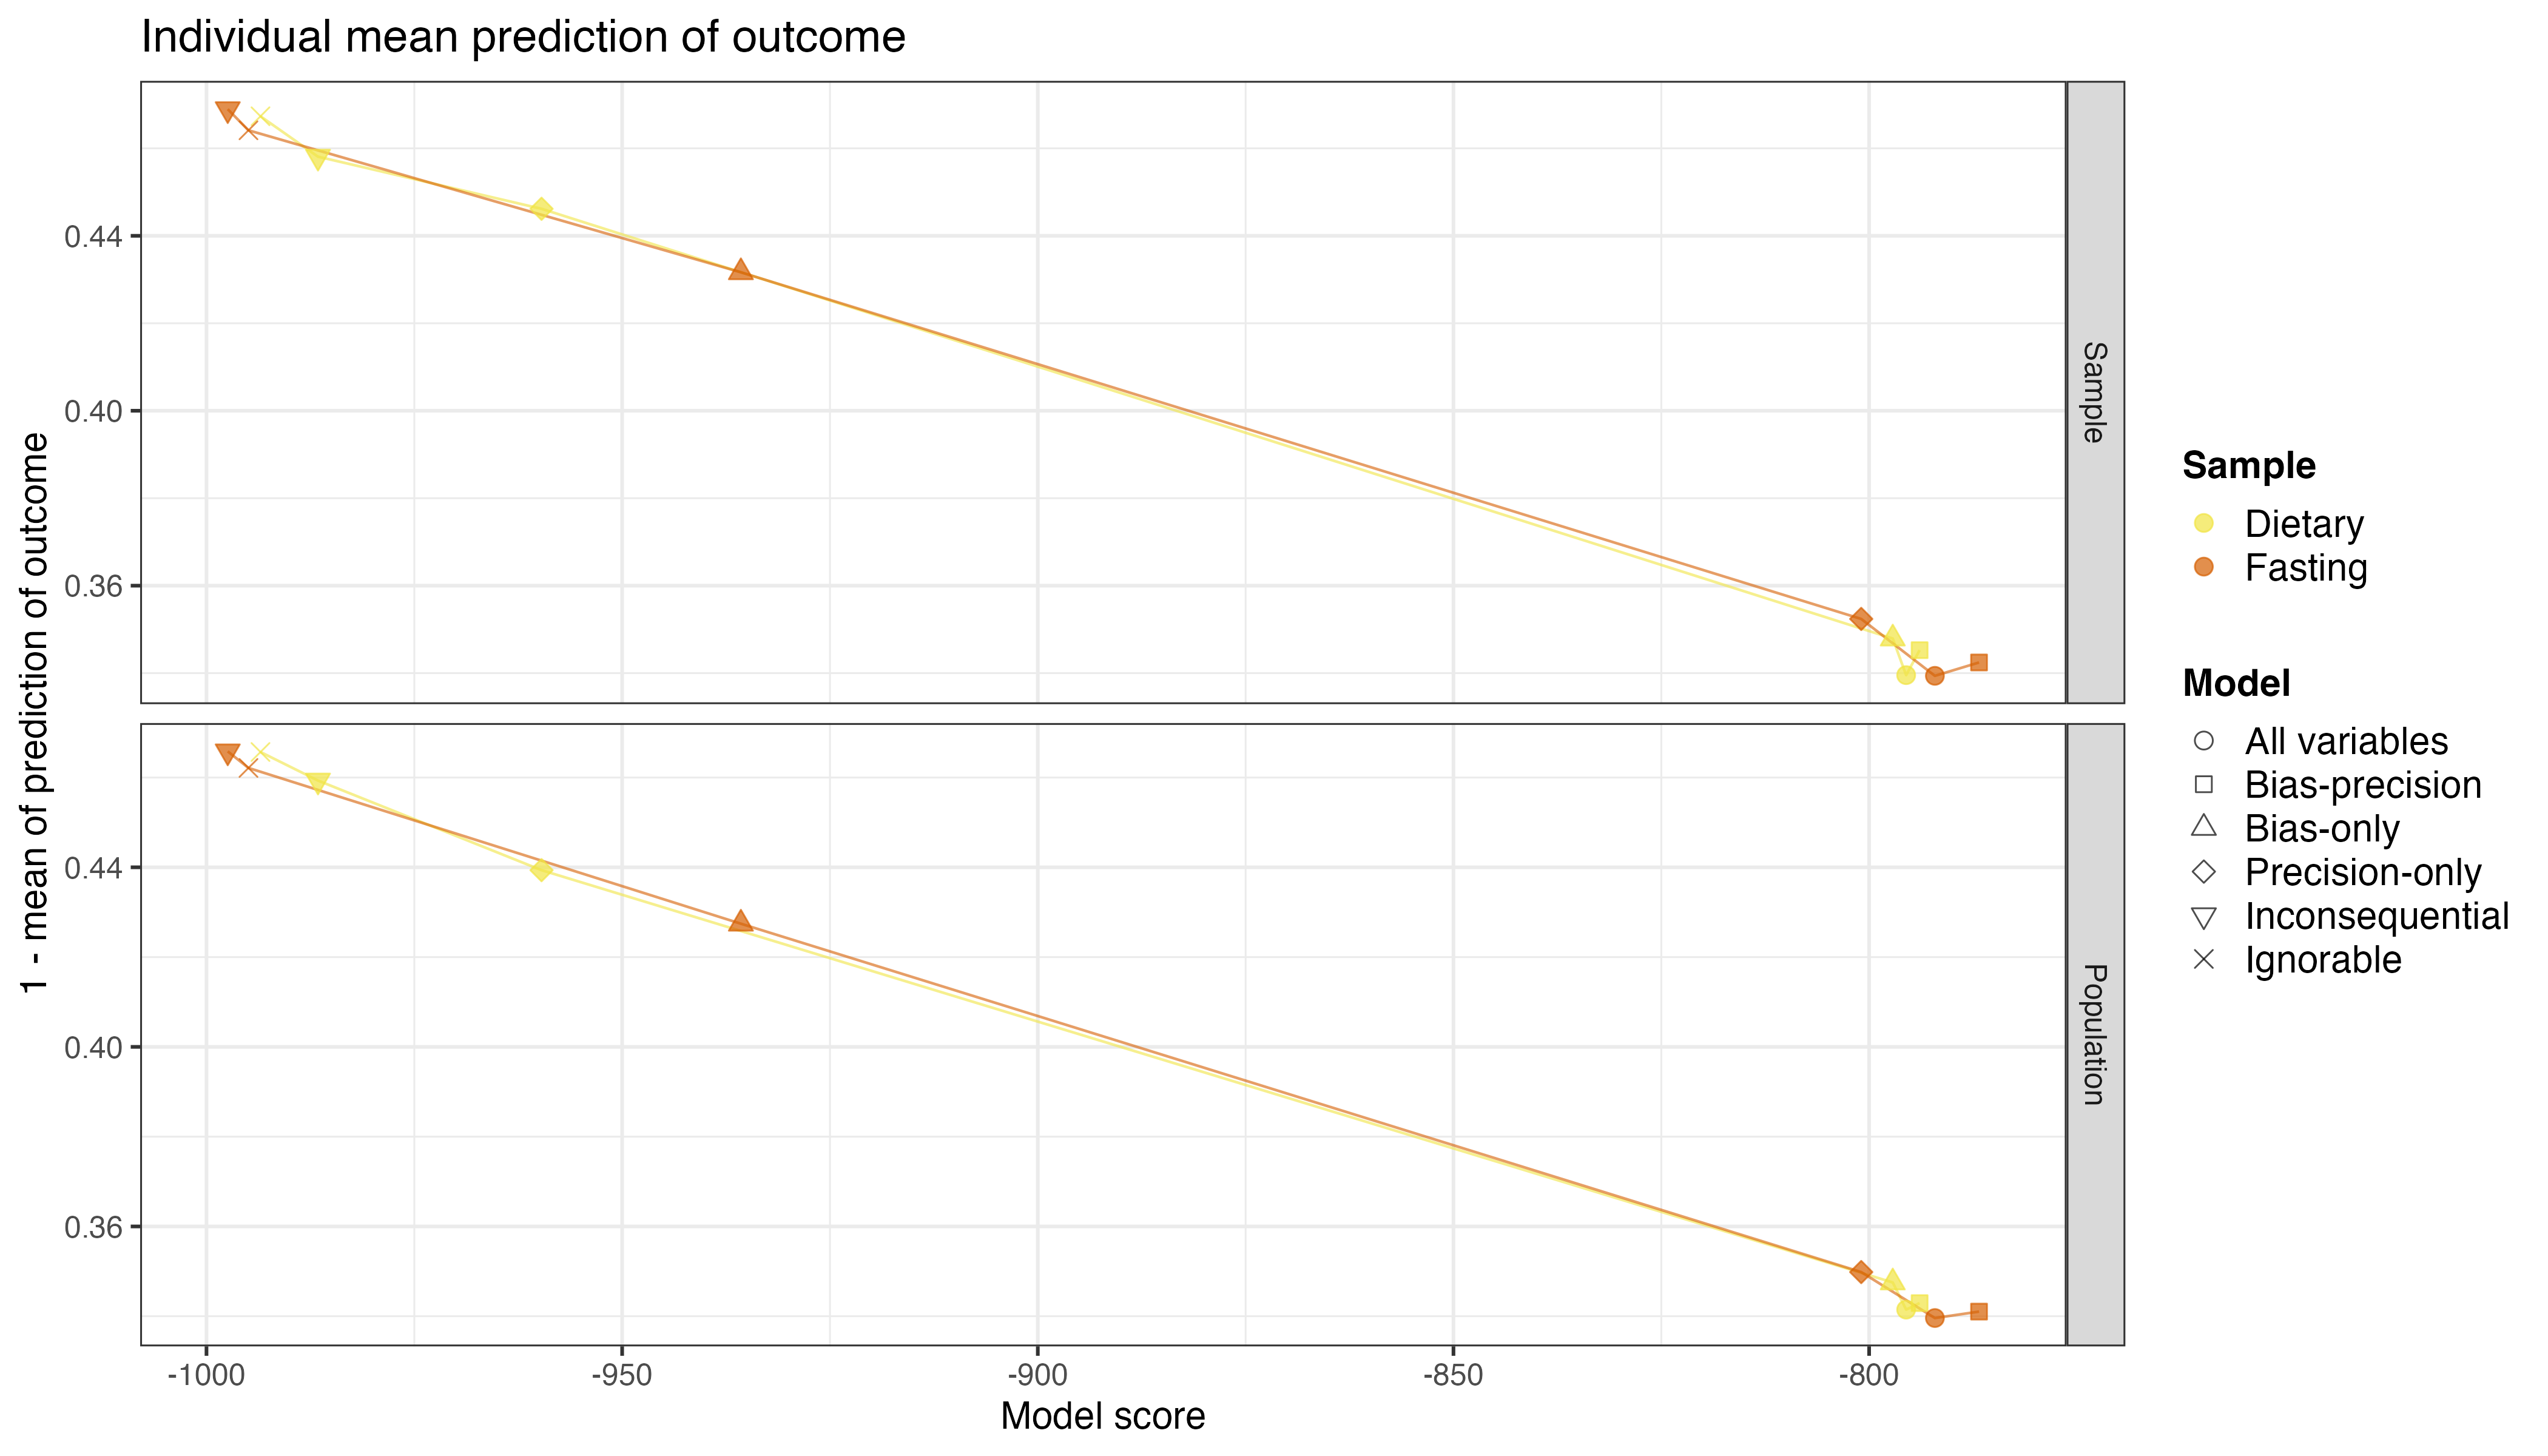 Individual mean prediction of outcome
1 - mean of prediction of outcome
0.44
0.40
0.36
Sample
0.44
0.40
0.36
Population
-1000
-950
-900
-850
-800
Model score
Sample
Dietary
Fasting
Model
All variables
Bias-precision
Bias-only
Precision-only
Inconsequential
Ignorable